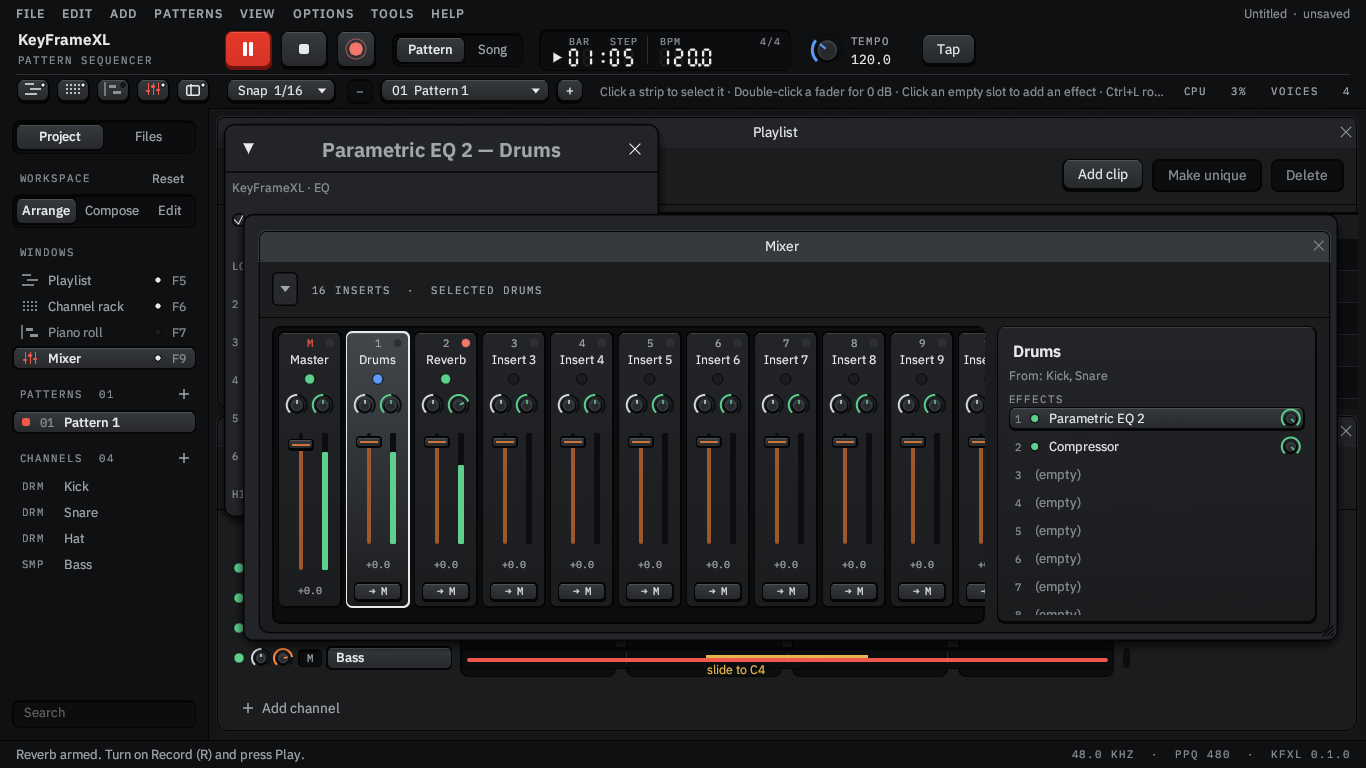 FILE EDIT ADD PATTERNS VIEW OPTIONS TOOLS HELP Untitled · unsaved
KeyFrameXL
PATTERN SEQUENCER
Pattern Song
BAR STEP BPM 4/4
01:05 120.0
TEMPO
120.0
Tap
Snap 1/16 − 01 Pattern 1 +
Click a strip to select it · Double-click a fader for 0 dB · Click an empty slot to add an effect · Ctrl+L ro…
CPU 3% VOICES 4
Project Files
WORKSPACE Reset
Arrange Compose Edit
WINDOWS
Playlist F5
Channel rack F6
Piano roll F7
Mixer F9
PATTERNS 01 +
01 Pattern 1
CHANNELS 04 +
DRM Kick
DRM Snare
DRM Hat
SMP Bass
Search
Playlist
Add clip Make unique Delete
Parametric EQ 2 — Drums
KeyFrameXL · EQ
2
3
4
5
6
Mixer
16 INSERTS · SELECTED DRUMS
M 1 2 3 4 5 6 7 8 9
Master Drums Reverb Insert 3 Insert 4 Insert 5 Insert 6 Insert 7 Insert 8 Insert 9
+0.0 +0.0 +0.0 +0.0 +0.0 +0.0 +0.0 +0.0 +0.0 +0.0
→ M → M → M → M → M → M → M → M → M
Drums
From: Kick, Snare
EFFECTS
1 Parametric EQ 2
2 Compressor
3 (empty)
4 (empty)
5 (empty)
6 (empty)
7 (empty)
8 (empty)
M Bass
slide to C4
+ Add channel
Reverb armed. Turn on Record (R) and press Play.
48.0 KHZ · PPQ 480 · KFXL 0.1.0